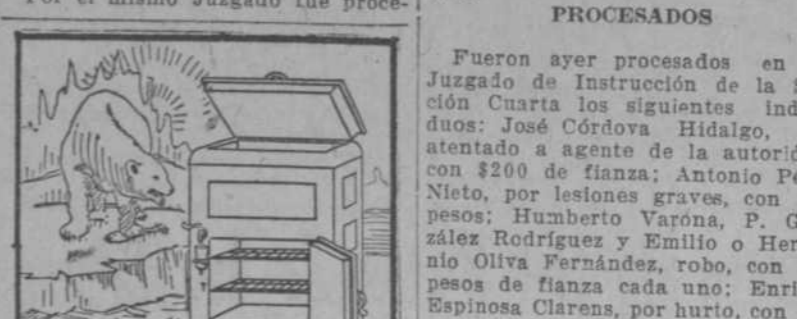 Por el mismo Juzgado fue proce-
PROCESADOS
Fueron ayer procesados en
Juzgado de Instrucción de la
ción Cuarta los siguientes
duos: José Córdova Hidalgo,
atentado a agente de la
con $200 de fianza; Antonio
Nieto, por lesiones graves, con
pesos; Humberto Varona, P.
zález Rodríguez y Emilio o
nio Oliva Fernández, robo, con
pesos de fianza cada uno;
Espinosa Clarens, por hurto, con